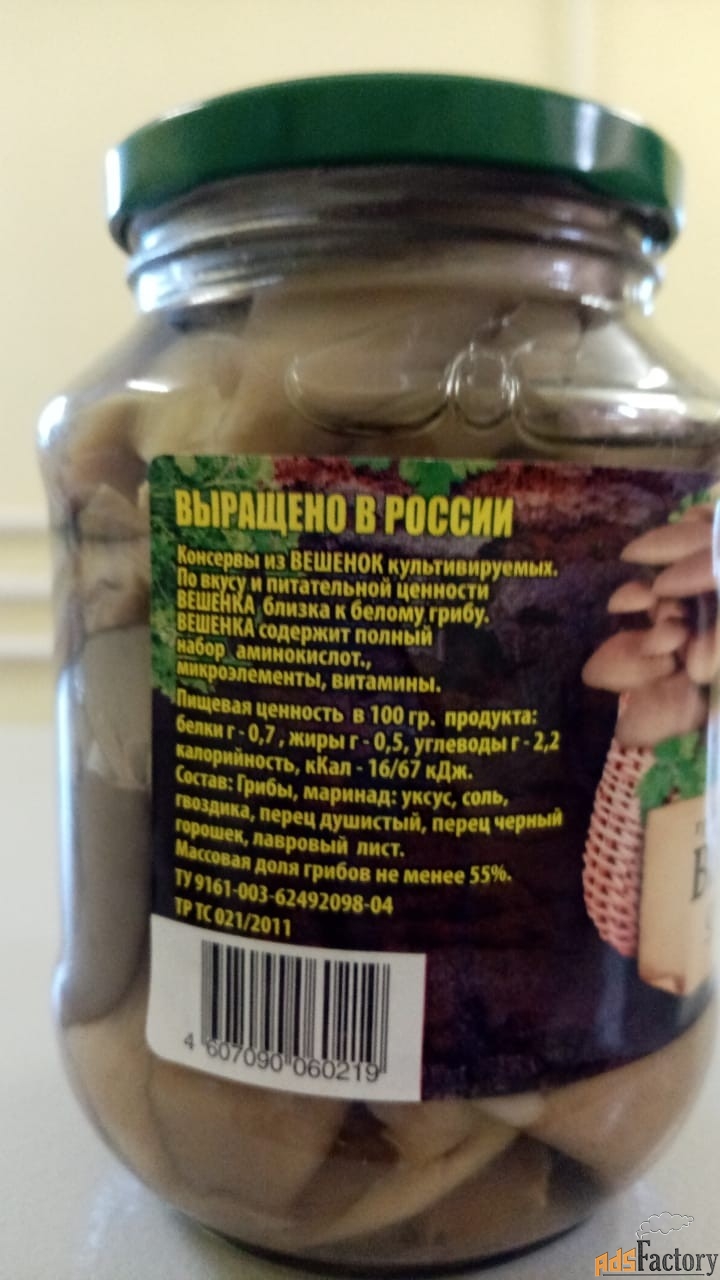 ВЫРАЩЕНО В РОССИИ
Консервы из ВЕШЕНОК культивируемых.
По вкусу и питательной ценности
ВЕШЕНКА близка к белому грибу.
ВЕШЕНКА содержит полный
набор аминокислот.,
микроэлементы, витамины.
Пищевая ценность в 100 гр. продукта:
белки г - 0,7 , жиры г - 0,5, углеводы г - 2,2
калорийность, кКал - 16/67 кДж.
Состав: Грибы, маринад: уксус, соль,
гвоздика, перец душистый, перец черный
горошек, лавровый лист.
Массовая доля грибов не менее 55%.
ТУ 9161-003-62492098-04
ТР ТС 021/2011
4 607090 060219
AdsFactory